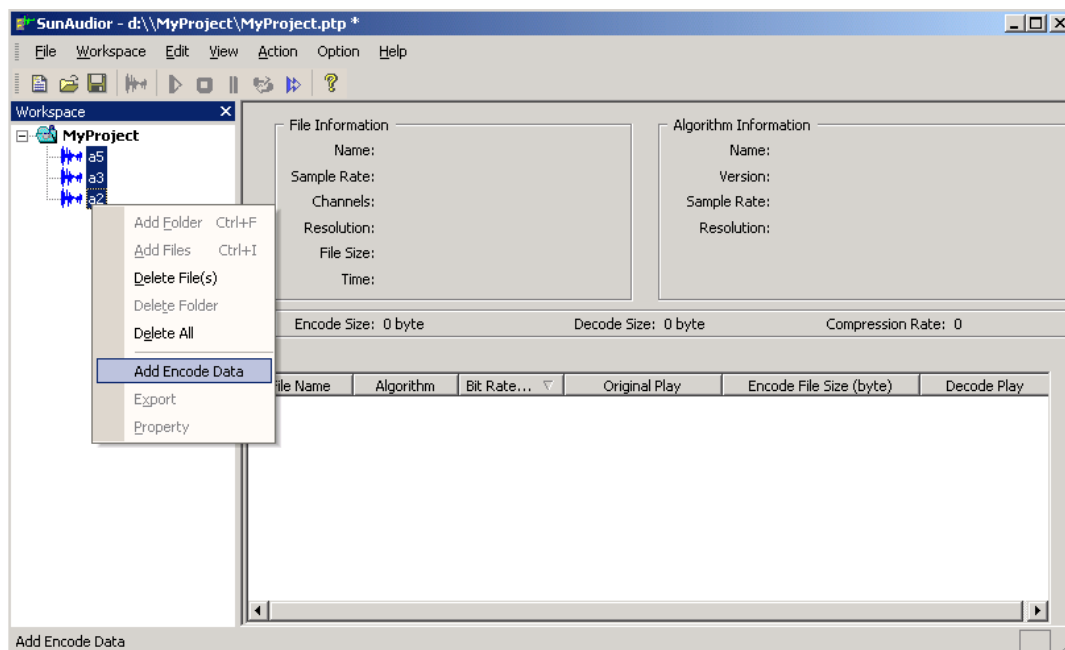 SunAudior - d:\\MyProject\MyProject.ptp *
File Workspace Edit View Action Option Help
Workspace
MyProject
a5
a3
a2
Add Folder Ctrl+F
Add Files Ctrl+I
Delete File(s)
Delete Folder
Delete All
Add Encode Data
Export
Property
File Information
Name:
Sample Rate:
Channels:
Resolution:
File Size:
Time:
Algorithm Information
Name:
Version:
Sample Rate:
Resolution:
Encode Size: 0 byte Decode Size: 0 byte Compression Rate: 0
File Name Algorithm Bit Rate... Original Play Encode File Size (byte) Decode Play
Add Encode Data